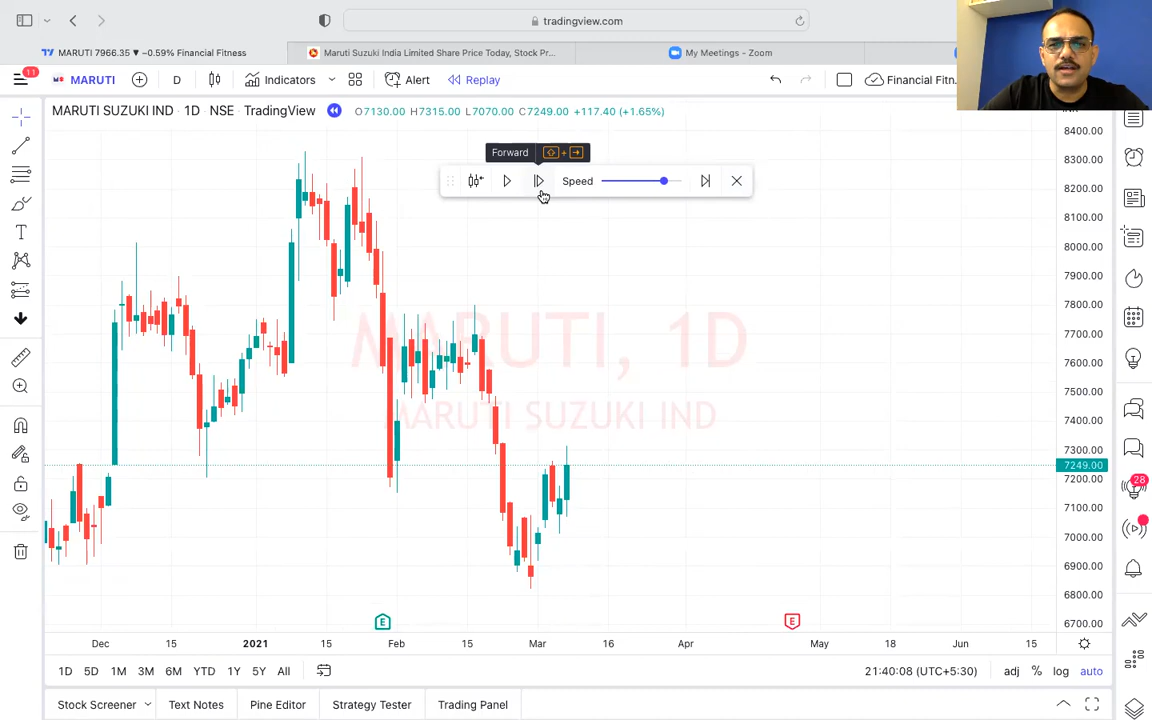 tradingview.com
MARUTI 7966.35 ▼ −0.59% Financial Fitness
Maruti Suzuki India Limited Share Price Today, Stock Pr...
My Meetings - Zoom
11
MARUTI
D
Indicators
Alert
Replay
Financial Fitn..
MARUTI SUZUKI IND · 1D · NSE · TradingView
O7130.00 H7315.00 L7070.00 C7249.00 +117.40 (+1.65%)
Forward
+
Speed
MARUTI, 1D
MARUTI SUZUKI IND
8400.00
8300.00
8200.00
8100.00
8000.00
7900.00
7800.00
7700.00
7600.00
7500.00
7400.00
7300.00
7249.00
7200.00
7100.00
7000.00
6900.00
6800.00
6700.00
28
E
E
Dec
15
2021
15
Feb
15
Mar
16
Apr
May
18
Jun
15
1D
5D
1M
3M
6M
YTD
1Y
5Y
All
21:40:08 (UTC+5:30)
adj
%
log
auto
Stock Screener
Text Notes
Pine Editor
Strategy Tester
Trading Panel